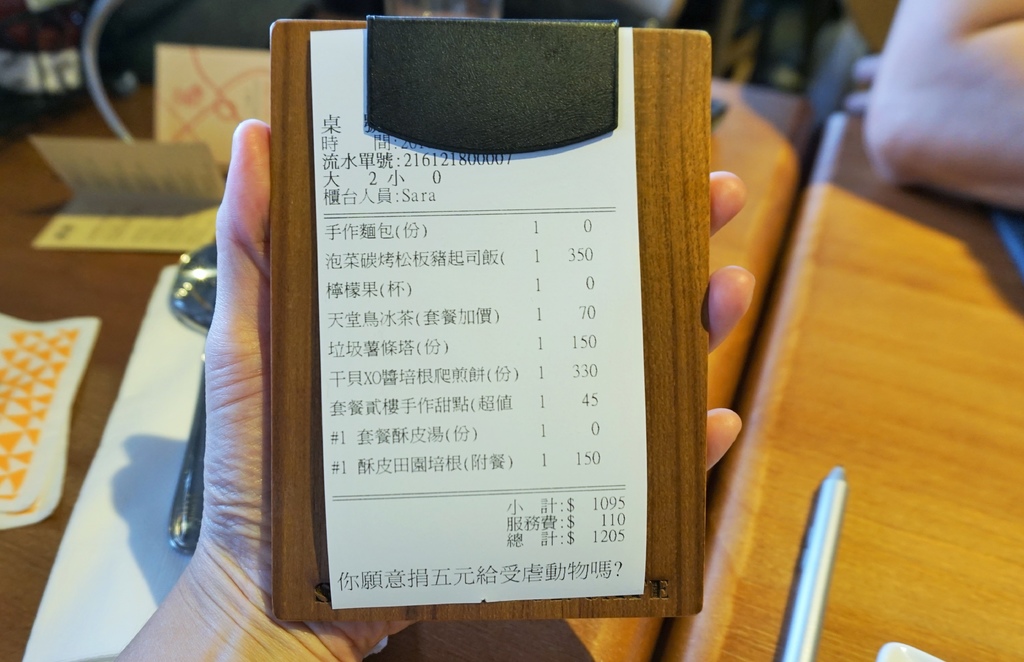 桌
時 間:20
流水單號:216121800007
大 2 小 0
櫃台人員:Sara
手作麵包(份) 1 0
泡菜碳烤松板豬起司飯( 1 350
檸檬果(杯) 1 0
天堂鳥冰茶(套餐加價) 1 70
垃圾薯條塔(份) 1 150
干貝XO醬培根爬煎餅(份) 1 330
套餐貳樓手作甜點(超值 1 45
#1 套餐酥皮湯(份) 1 0
#1 酥皮田園培根(附餐) 1 150
小 計:$ 1095
服務費:$ 110
總 計:$ 1205
你願意捐五元給受虐動物嗎?